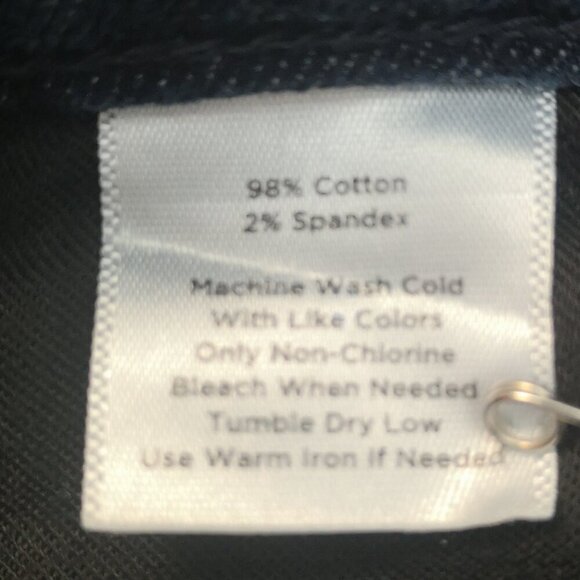 98% Cotton
2% Spandex
Machine Wash Cold
With Like Colors
Only Non-Chlorine
Bleach When Needed
Tumble Dry Low
Use Warm Iron If Needed